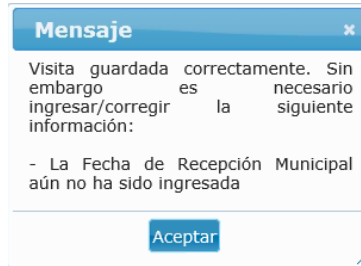 Mensaje
Visita guardada correctamente. Sin
embargo es necesario
ingresar/corregir la siguiente
información:
- La Fecha de Recepción Municipal
aún no ha sido ingresada
Aceptar